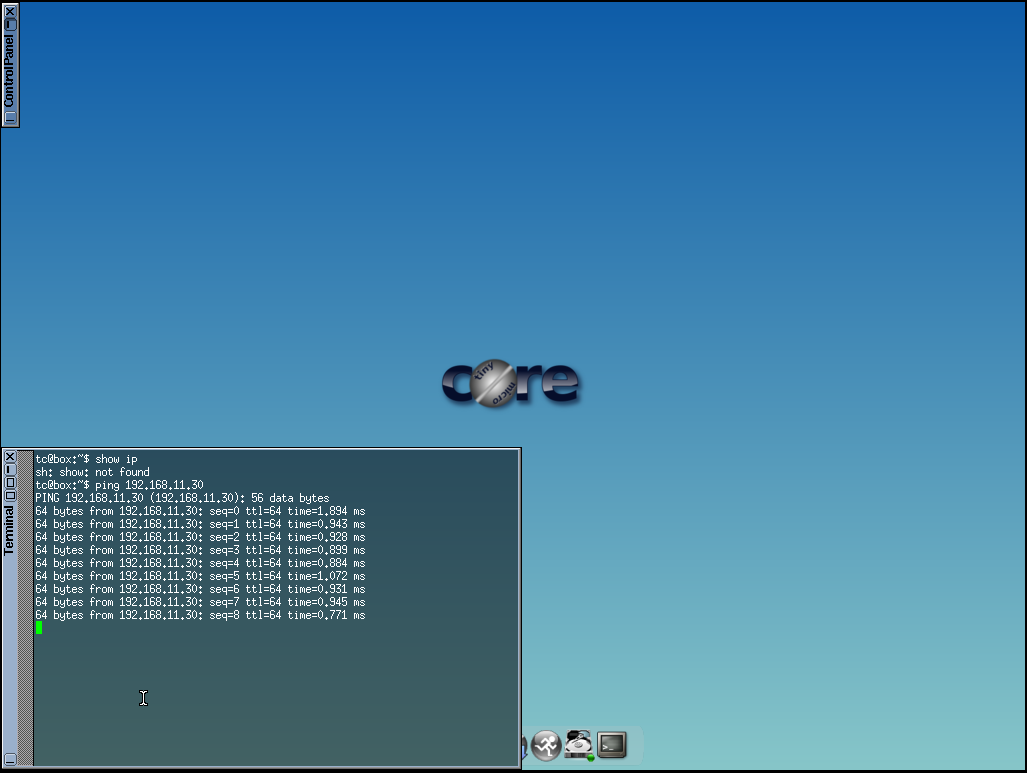 ControlPanel
core
tiny
micro
Terminal
tc@box:~$ show ip
sh: show: not found
tc@box:~$ ping 192.168.11.30
PING 192.168.11.30 (192.168.11.30): 56 data bytes
64 bytes from 192.168.11.30: seq=0 ttl=64 time=1.894 ms
64 bytes from 192.168.11.30: seq=1 ttl=64 time=0.943 ms
64 bytes from 192.168.11.30: seq=2 ttl=64 time=0.928 ms
64 bytes from 192.168.11.30: seq=3 ttl=64 time=0.899 ms
64 bytes from 192.168.11.30: seq=4 ttl=64 time=0.884 ms
64 bytes from 192.168.11.30: seq=5 ttl=64 time=1.072 ms
64 bytes from 192.168.11.30: seq=6 ttl=64 time=0.931 ms
64 bytes from 192.168.11.30: seq=7 ttl=64 time=0.945 ms
64 bytes from 192.168.11.30: seq=8 ttl=64 time=0.771 ms